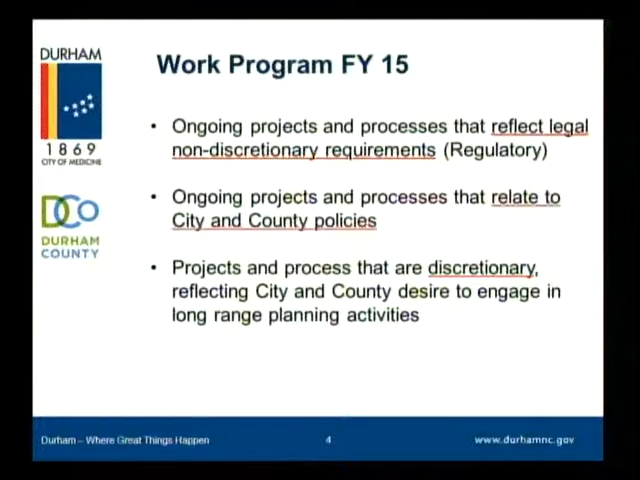 DURHAM
1869
CITY OF MEDICINE
DCO
DURHAM
COUNTY
Work Program FY 15
• Ongoing projects and processes that reflect legal
non-discretionary requirements (Regulatory)
• Ongoing projects and processes that relate to
City and County policies
• Projects and process that are discretionary,
reflecting City and County desire to engage in
long range planning activities
Durham – Where Great Things Happen
4
www.durhamnc.gov